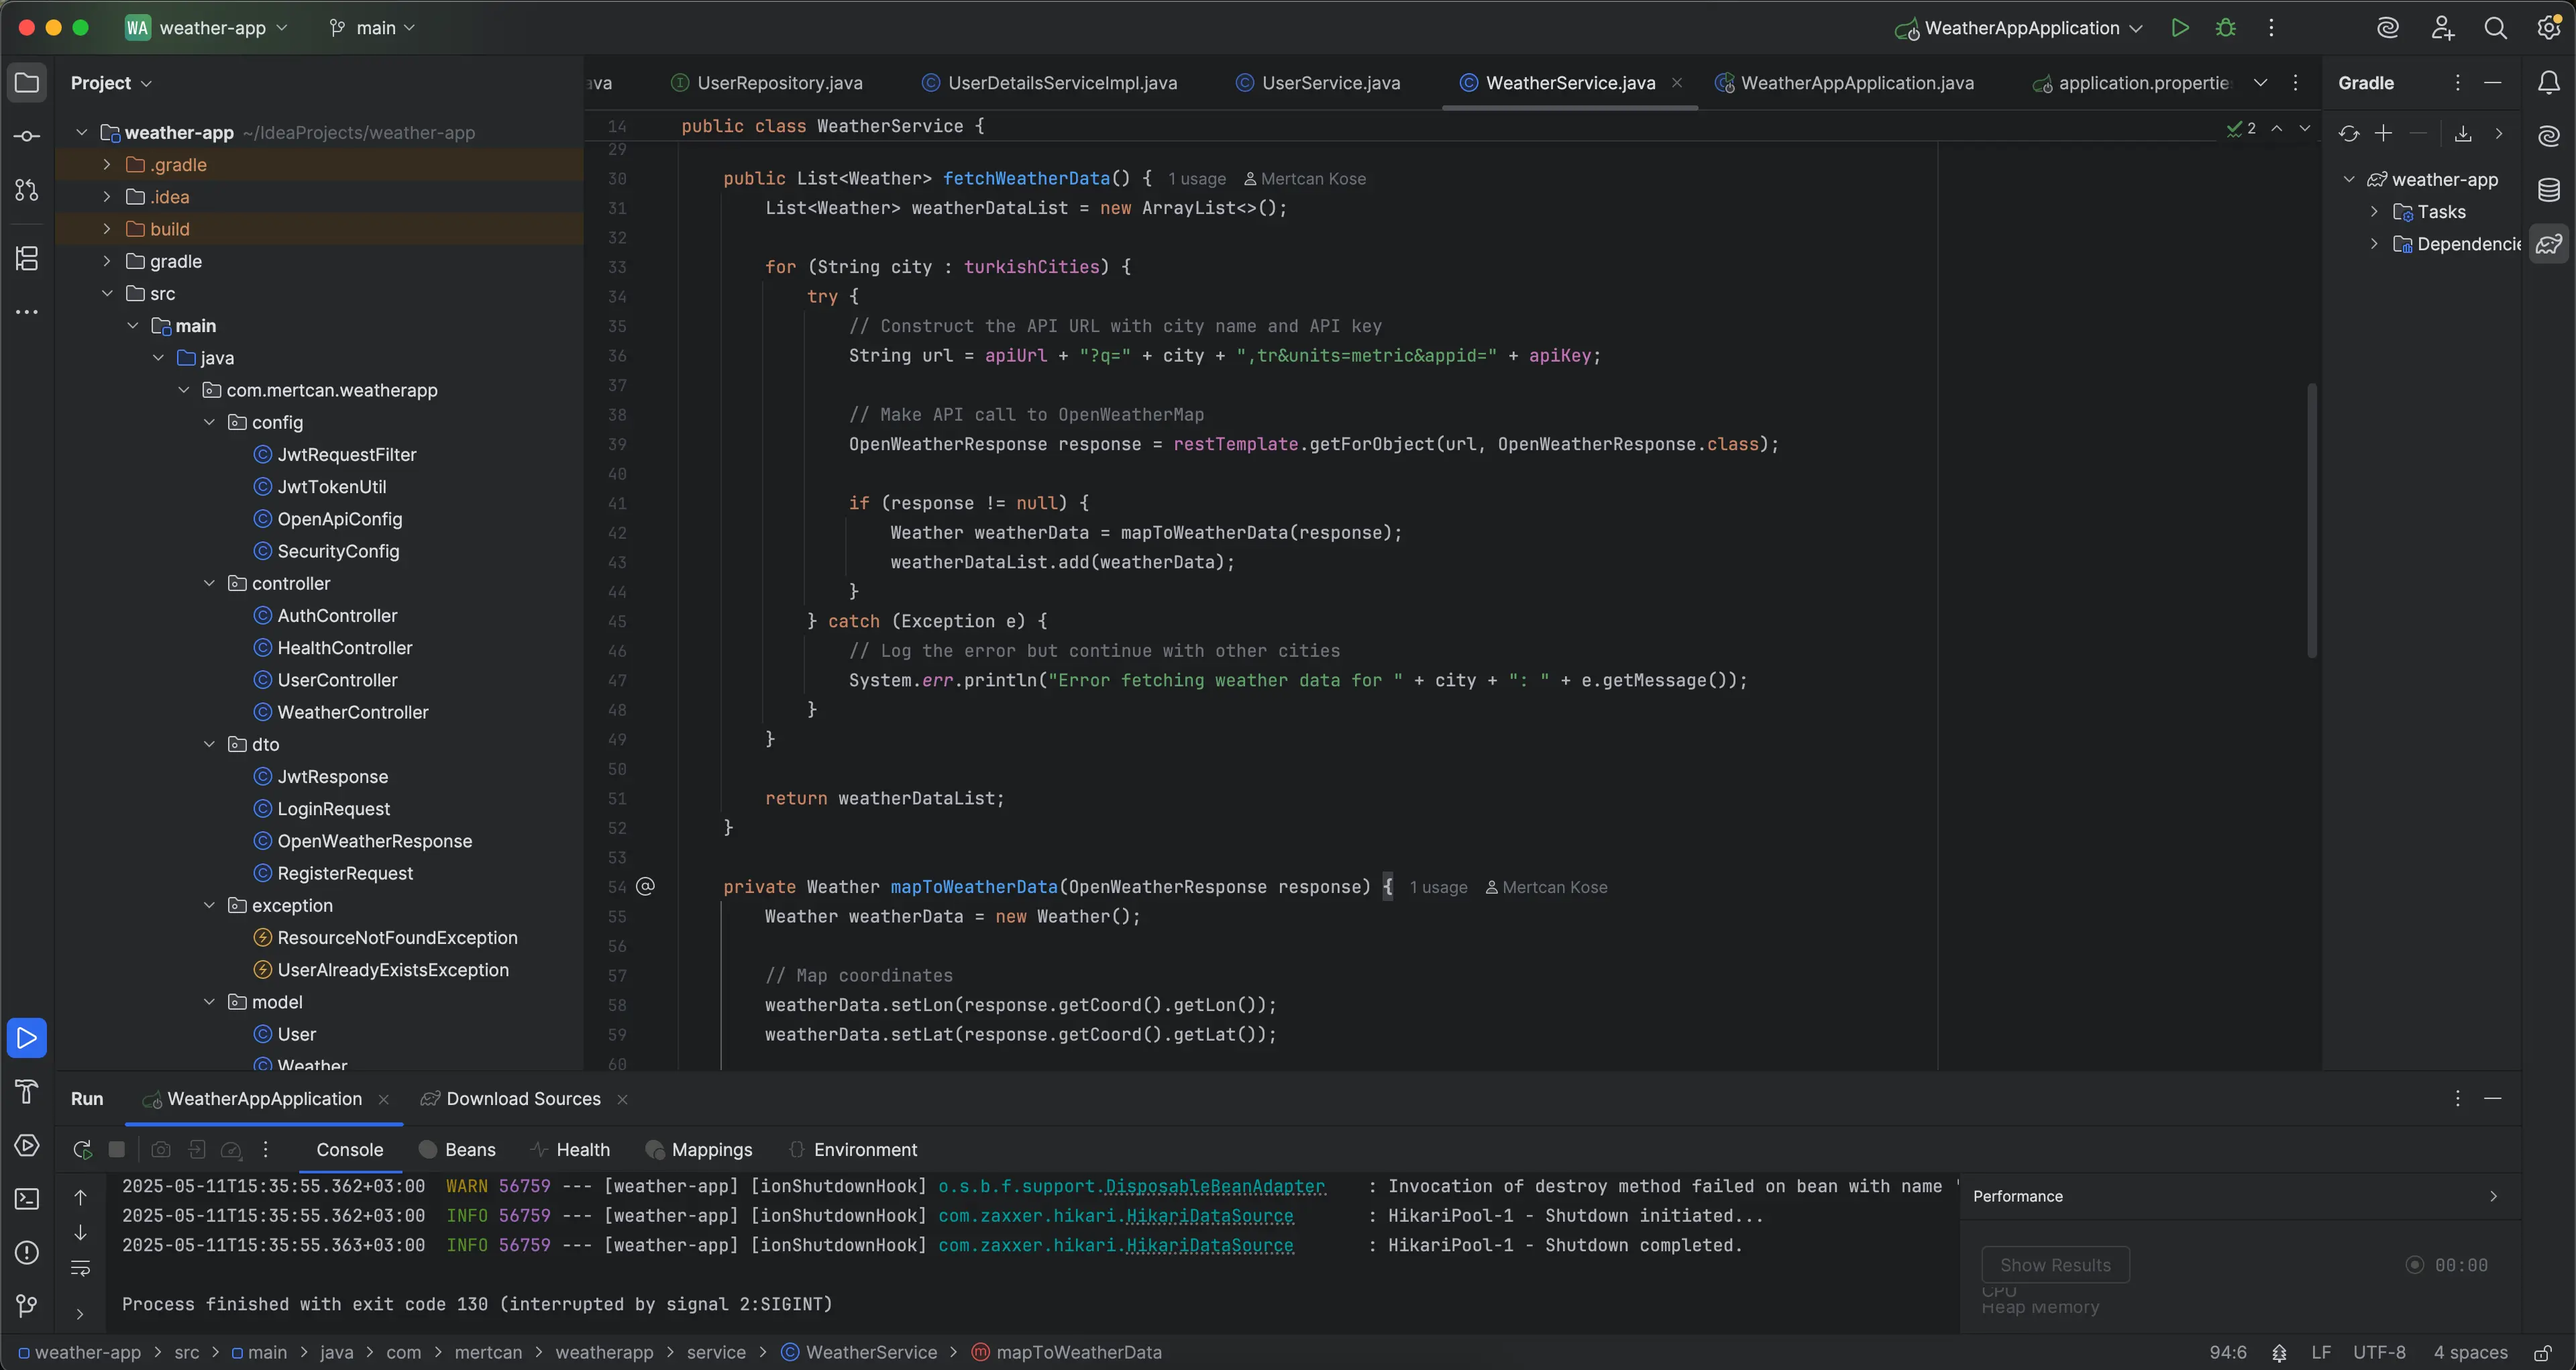 WA weather-app main WeatherAppApplication
Project
weather-app ~/IdeaProjects/weather-app
.gradle
.idea
build
gradle
src
main
java
com.mertcan.weatherapp
config
JwtRequestFilter
JwtTokenUtil
OpenApiConfig
SecurityConfig
controller
AuthController
HealthController
UserController
WeatherController
dto
JwtResponse
LoginRequest
OpenWeatherResponse
RegisterRequest
exception
ResourceNotFoundException
UserAlreadyExistsException
model
User
Weather
ava UserRepository.java UserDetailsServiceImpl.java UserService.java WeatherService.java WeatherAppApplication.java application.propertie
14 public class WeatherService {
2
29
30 public List<Weather> fetchWeatherData() { 1 usage Mertcan Kose
31 List<Weather> weatherDataList = new ArrayList<>();
32
33 for (String city : turkishCities) {
34 try {
35 // Construct the API URL with city name and API key
36 String url = apiUrl + "?q=" + city + ",tr&units=metric&appid=" + apiKey;
37
38 // Make API call to OpenWeatherMap
39 OpenWeatherResponse response = restTemplate.getForObject(url, OpenWeatherResponse.class);
40
41 if (response != null) {
42 Weather weatherData = mapToWeatherData(response);
43 weatherDataList.add(weatherData);
44 }
45 } catch (Exception e) {
46 // Log the error but continue with other cities
47 System.err.println("Error fetching weather data for " + city + ": " + e.getMessage());
48 }
49 }
50
51 return weatherDataList;
52 }
53
54 @ private Weather mapToWeatherData(OpenWeatherResponse response) { 1 usage Mertcan Kose
55 Weather weatherData = new Weather();
56
57 // Map coordinates
58 weatherData.setLon(response.getCoord().getLon());
59 weatherData.setLat(response.getCoord().getLat());
60
Gradle
weather-app
Tasks
Dependencie
Run WeatherAppApplication Download Sources
Console Beans Health Mappings Environment
2025-05-11T15:35:55.362+03:00 WARN 56759 --- [weather-app] [ionShutdownHook] o.s.b.f.support.DisposableBeanAdapter : Invocation of destroy method failed on bean with name '
2025-05-11T15:35:55.362+03:00 INFO 56759 --- [weather-app] [ionShutdownHook] com.zaxxer.hikari.HikariDataSource : HikariPool-1 - Shutdown initiated...
2025-05-11T15:35:55.363+03:00 INFO 56759 --- [weather-app] [ionShutdownHook] com.zaxxer.hikari.HikariDataSource : HikariPool-1 - Shutdown completed.
Process finished with exit code 130 (interrupted by signal 2:SIGINT)
Performance
Show Results 00:00
CPU
Heap Memory
weather-app > src > main > java > com > mertcan > weatherapp > service > WeatherService > mapToWeatherData
94:6 LF UTF-8 4 spaces